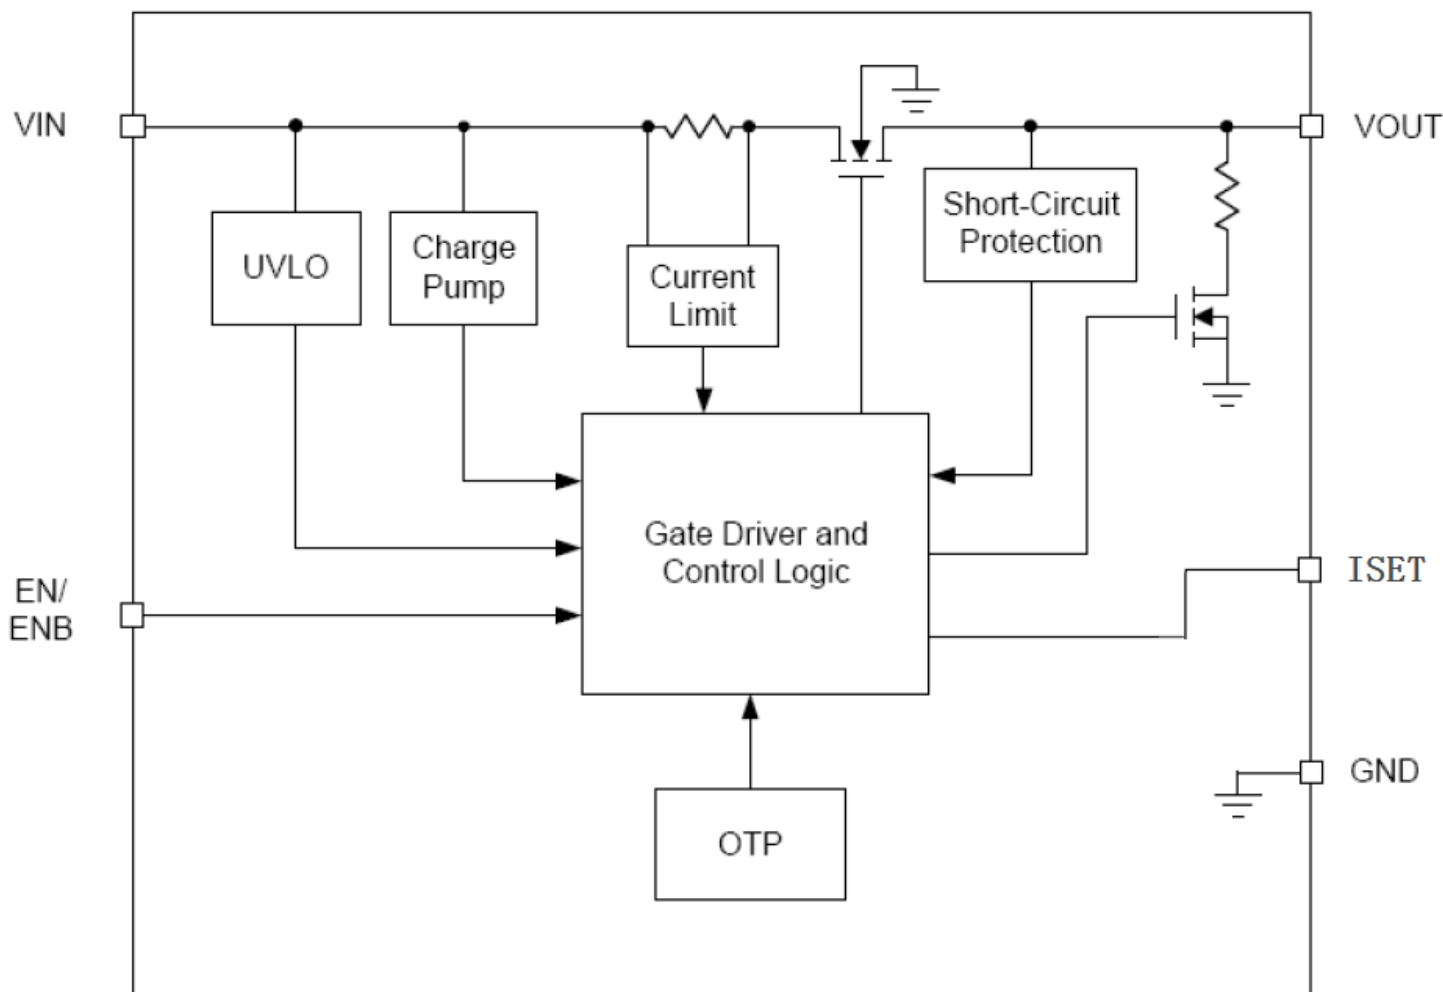 VIN
VOUT
UVLO
Charge
Pump
Current
Limit
Short-Circuit
Protection
Gate Driver and
Control Logic
EN/
ENB
ISET
GND
OTP